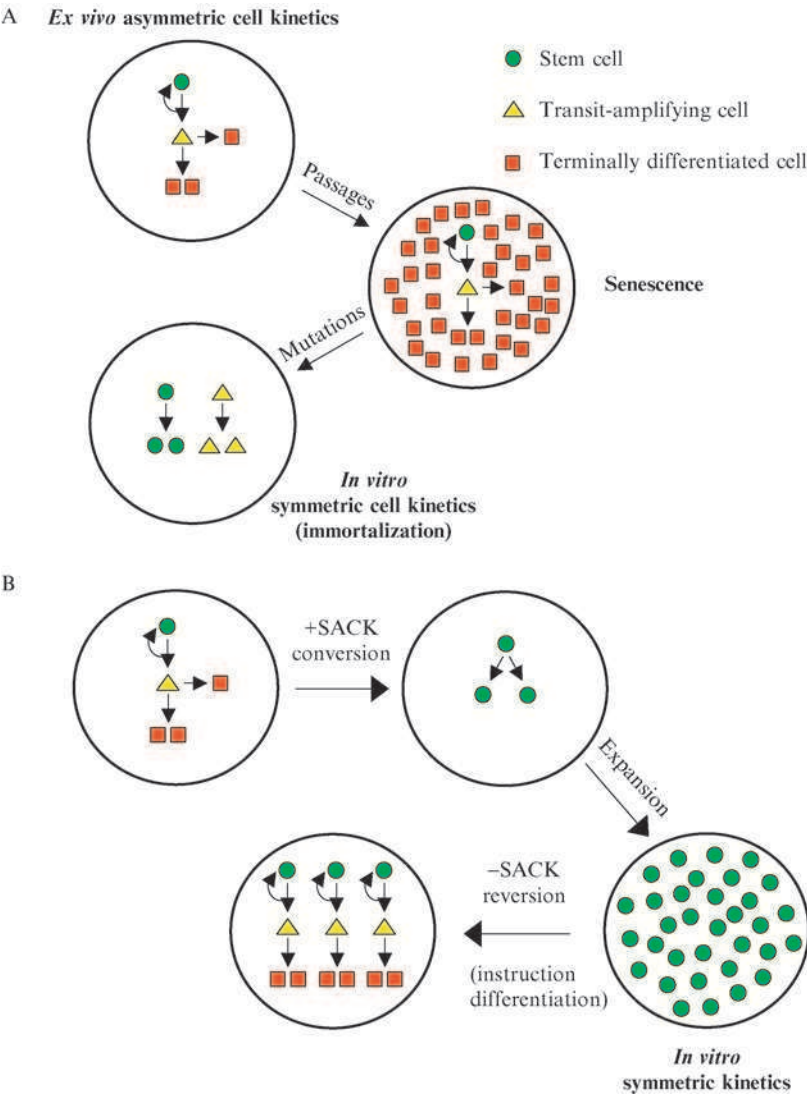 A Ex vivo asymmetric cell kinetics
Stem cell
Transit-amplifying cell
Terminally differentiated cell
Passages
Senescence
Mutations
In vitro
symmetric cell kinetics
(immortalization)
B
+SACK
conversion
Expansion
−SACK
reversion
(instruction
differentiation)
In vitro
symmetric kinetics